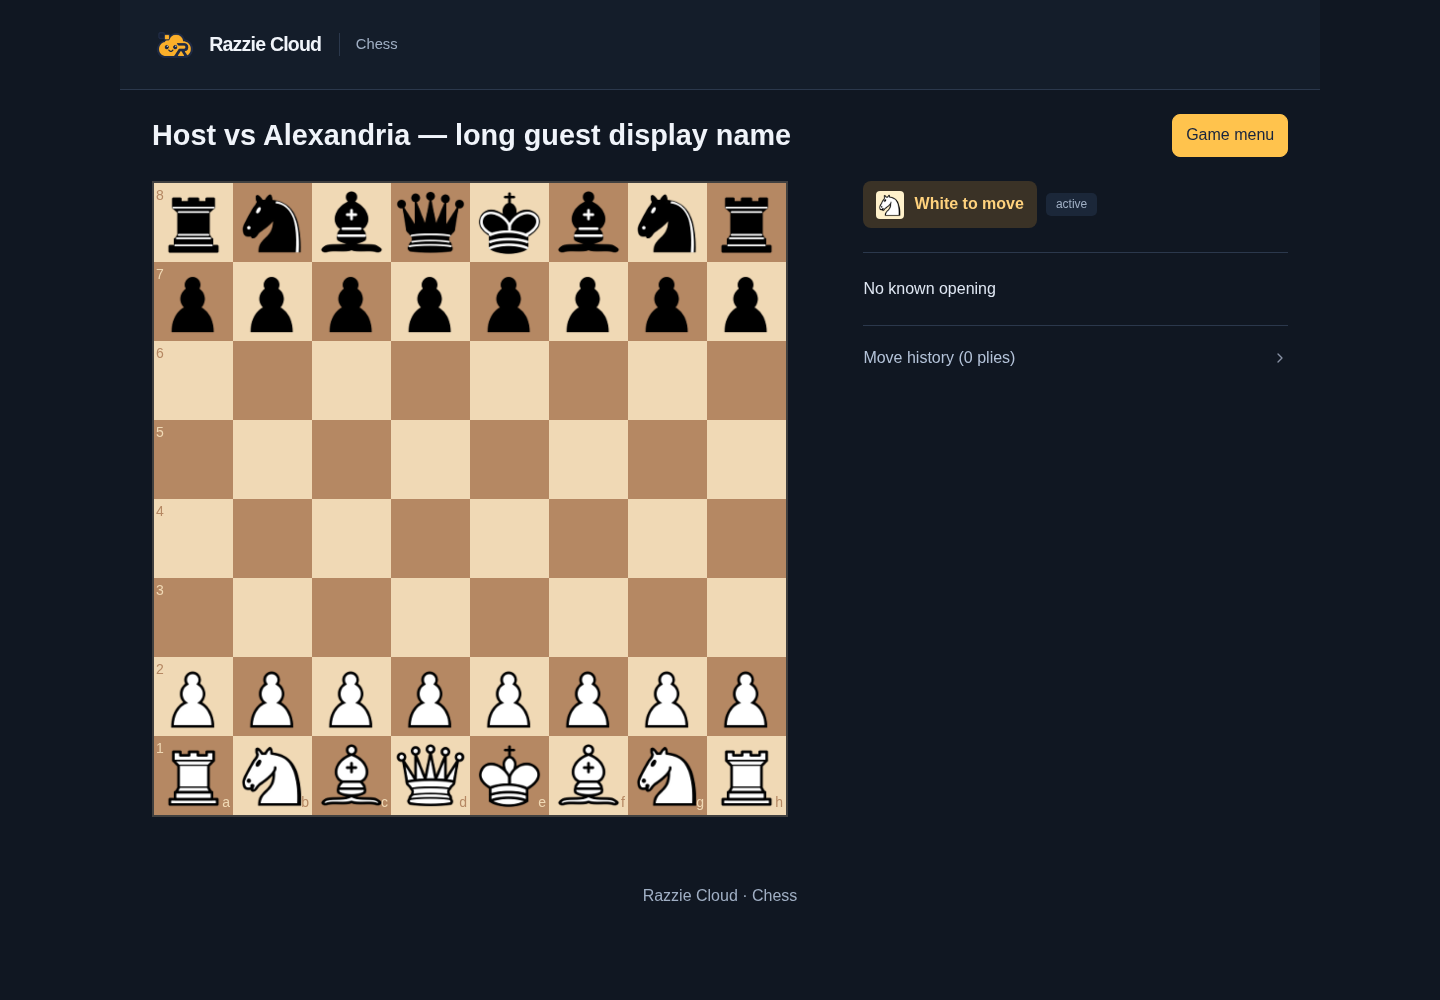 Razzie Cloud
Chess
Host vs Alexandria — long guest display name
Game menu
White to move
active
No known opening
Move history (0 plies)
8
7
6
5
4
3
2
1
a b c d e f g h
Razzie Cloud · Chess